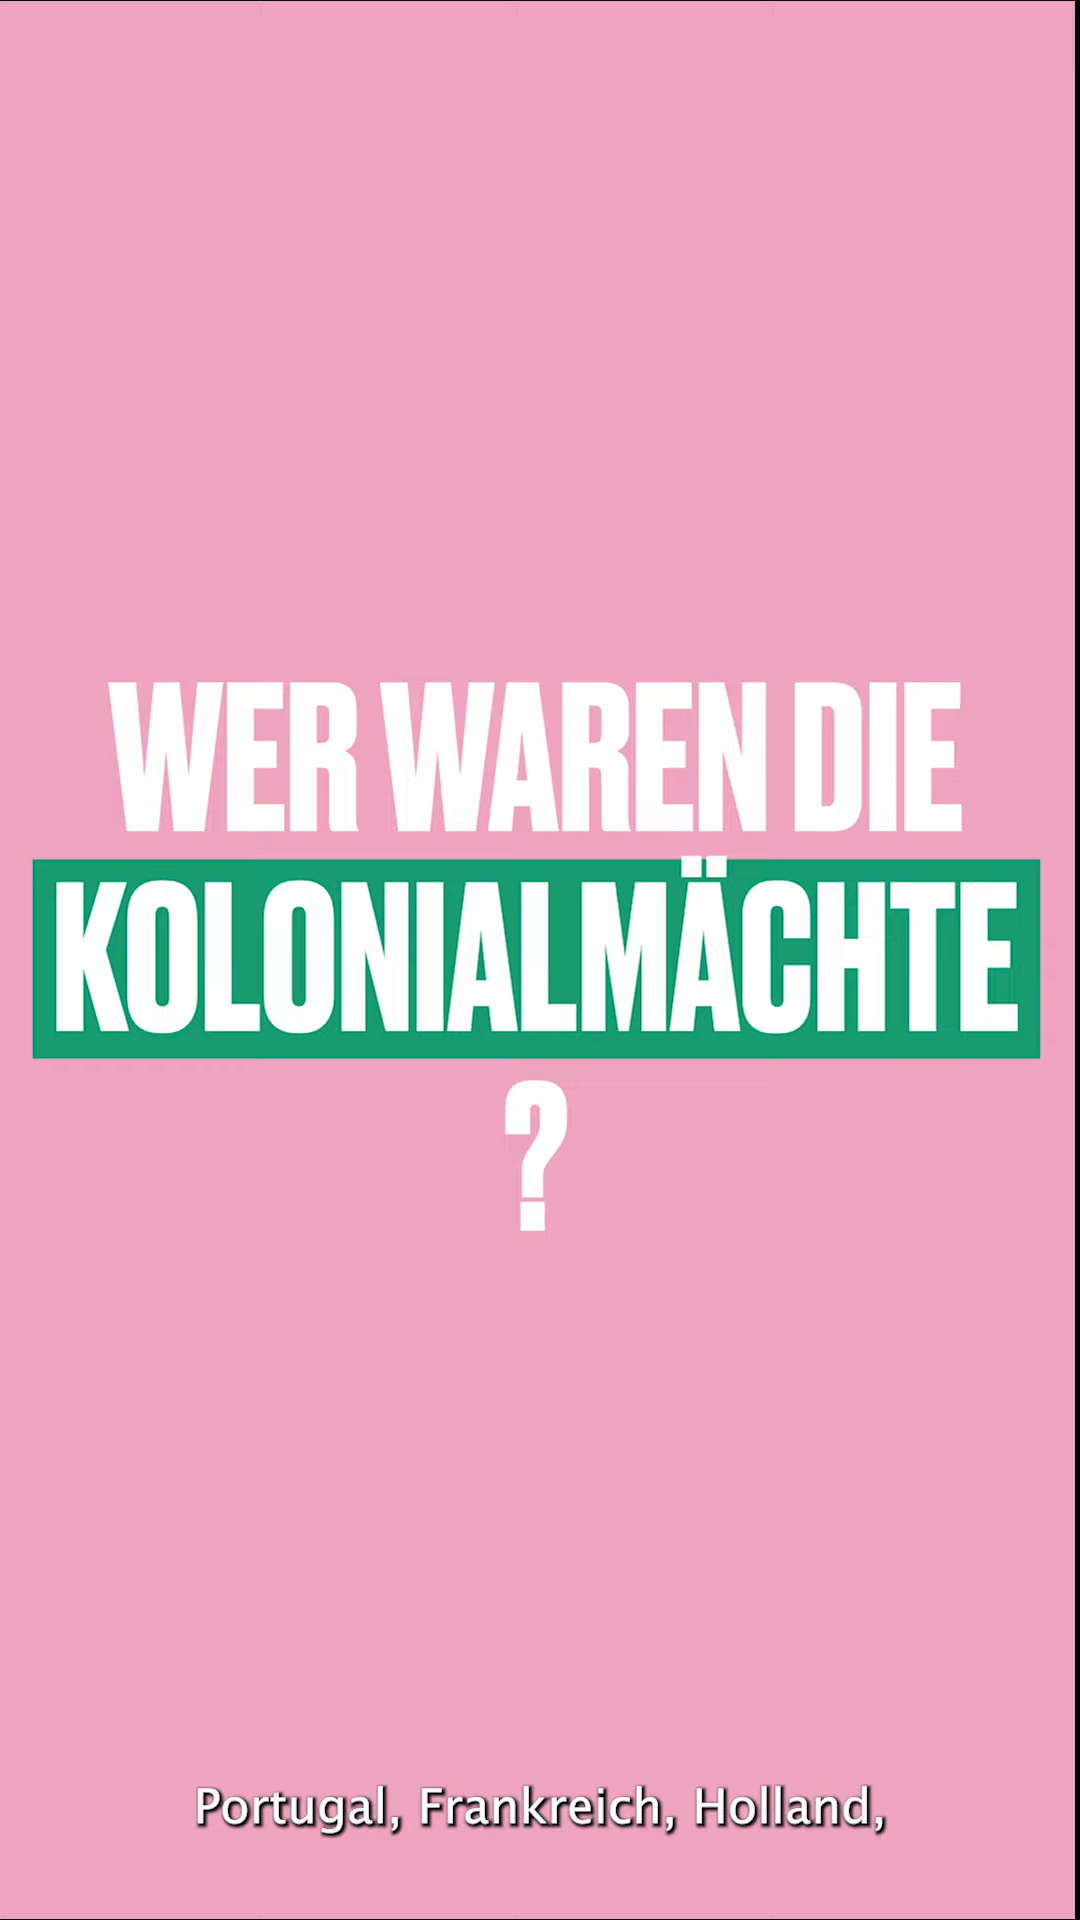 WER WAREN DIE
KOLONIALMÄCHTE
?
Portugal, Frankreich, Holland,